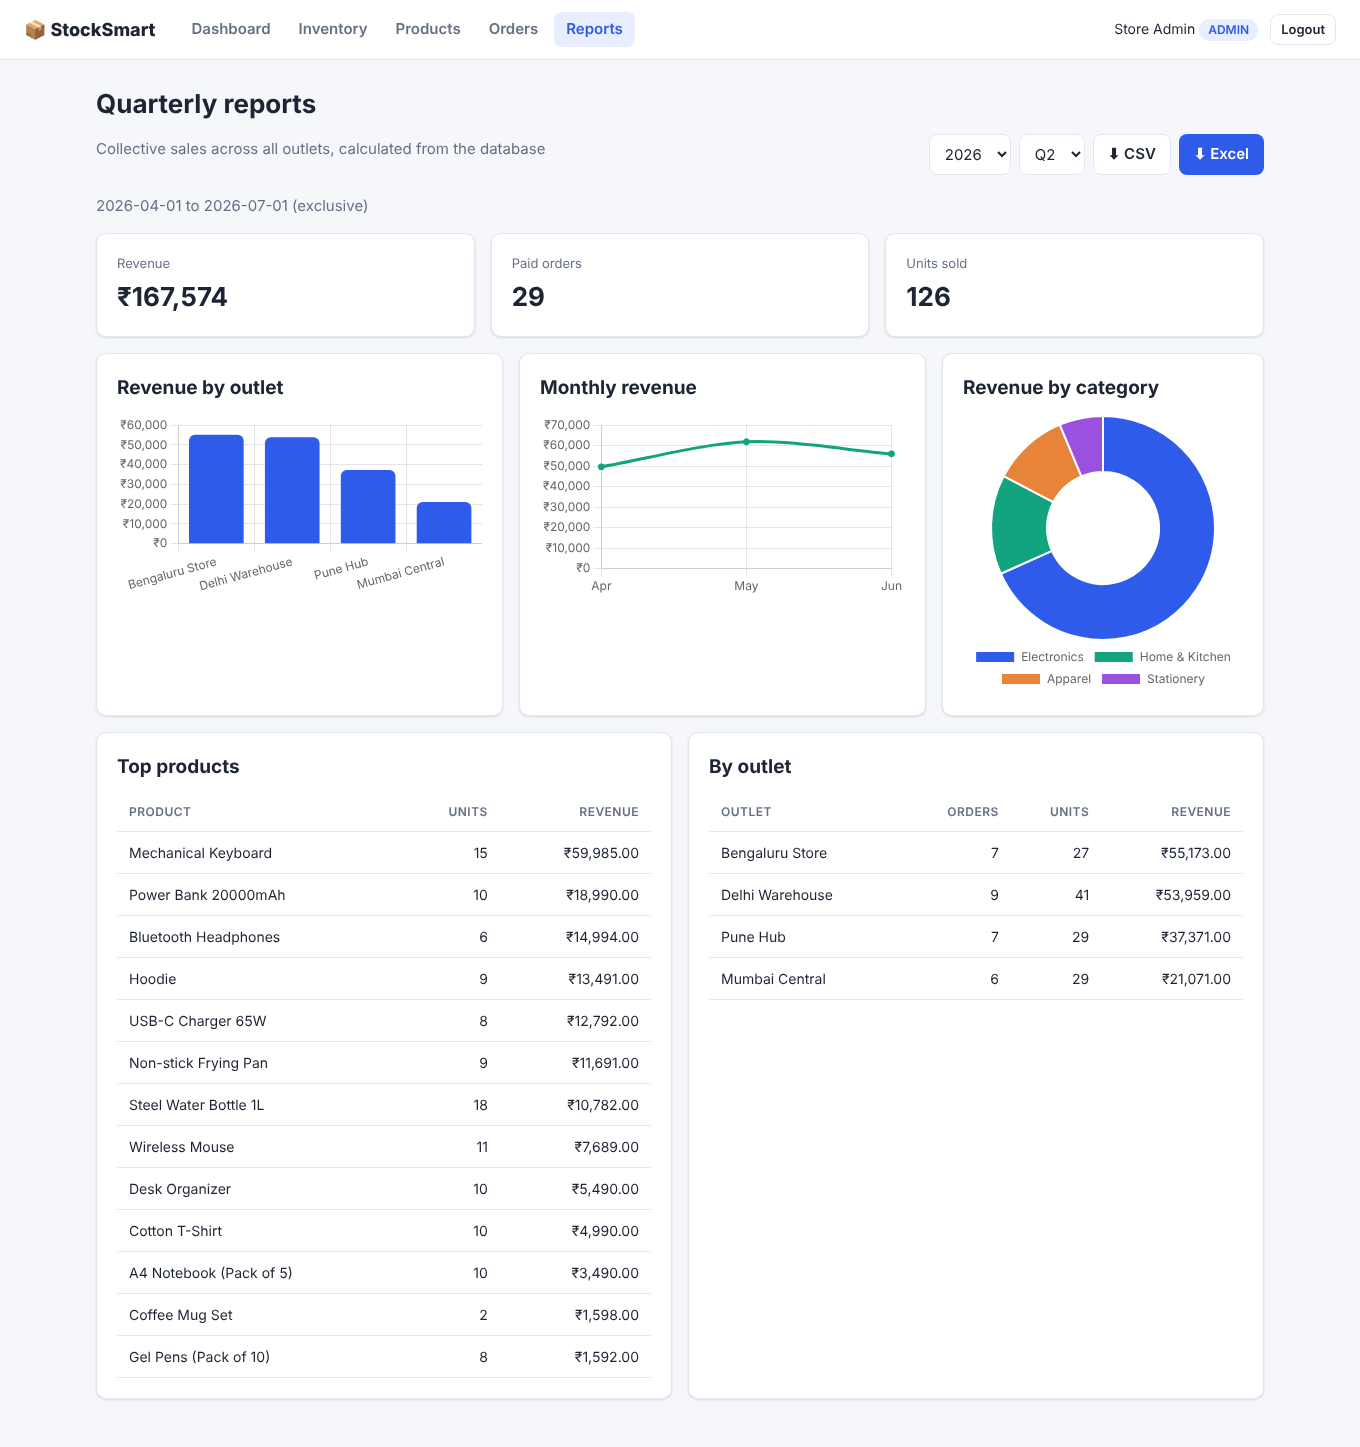 📦 StockSmart Dashboard Inventory Products Orders Reports Store Admin ADMIN Logout
Quarterly reports
Collective sales across all outlets, calculated from the database
2026 Q2 ⬇ CSV ⬇ Excel
2026-04-01 to 2026-07-01 (exclusive)
Revenue
₹167,574
Paid orders
29
Units sold
126
Revenue by outlet
₹60,000
₹50,000
₹40,000
₹30,000
₹20,000
₹10,000
₹0
Bengaluru Store
Delhi Warehouse
Pune Hub
Mumbai Central
Monthly revenue
₹70,000
₹60,000
₹50,000
₹40,000
₹30,000
₹20,000
₹10,000
₹0
Apr May Jun
Revenue by category
Electronics Home & Kitchen
Apparel Stationery
Top products
PRODUCT UNITS REVENUE
Mechanical Keyboard 15 ₹59,985.00
Power Bank 20000mAh 10 ₹18,990.00
Bluetooth Headphones 6 ₹14,994.00
Hoodie 9 ₹13,491.00
USB-C Charger 65W 8 ₹12,792.00
Non-stick Frying Pan 9 ₹11,691.00
Steel Water Bottle 1L 18 ₹10,782.00
Wireless Mouse 11 ₹7,689.00
Desk Organizer 10 ₹5,490.00
Cotton T-Shirt 10 ₹4,990.00
A4 Notebook (Pack of 5) 10 ₹3,490.00
Coffee Mug Set 2 ₹1,598.00
Gel Pens (Pack of 10) 8 ₹1,592.00
By outlet
OUTLET ORDERS UNITS REVENUE
Bengaluru Store 7 27 ₹55,173.00
Delhi Warehouse 9 41 ₹53,959.00
Pune Hub 7 29 ₹37,371.00
Mumbai Central 6 29 ₹21,071.00